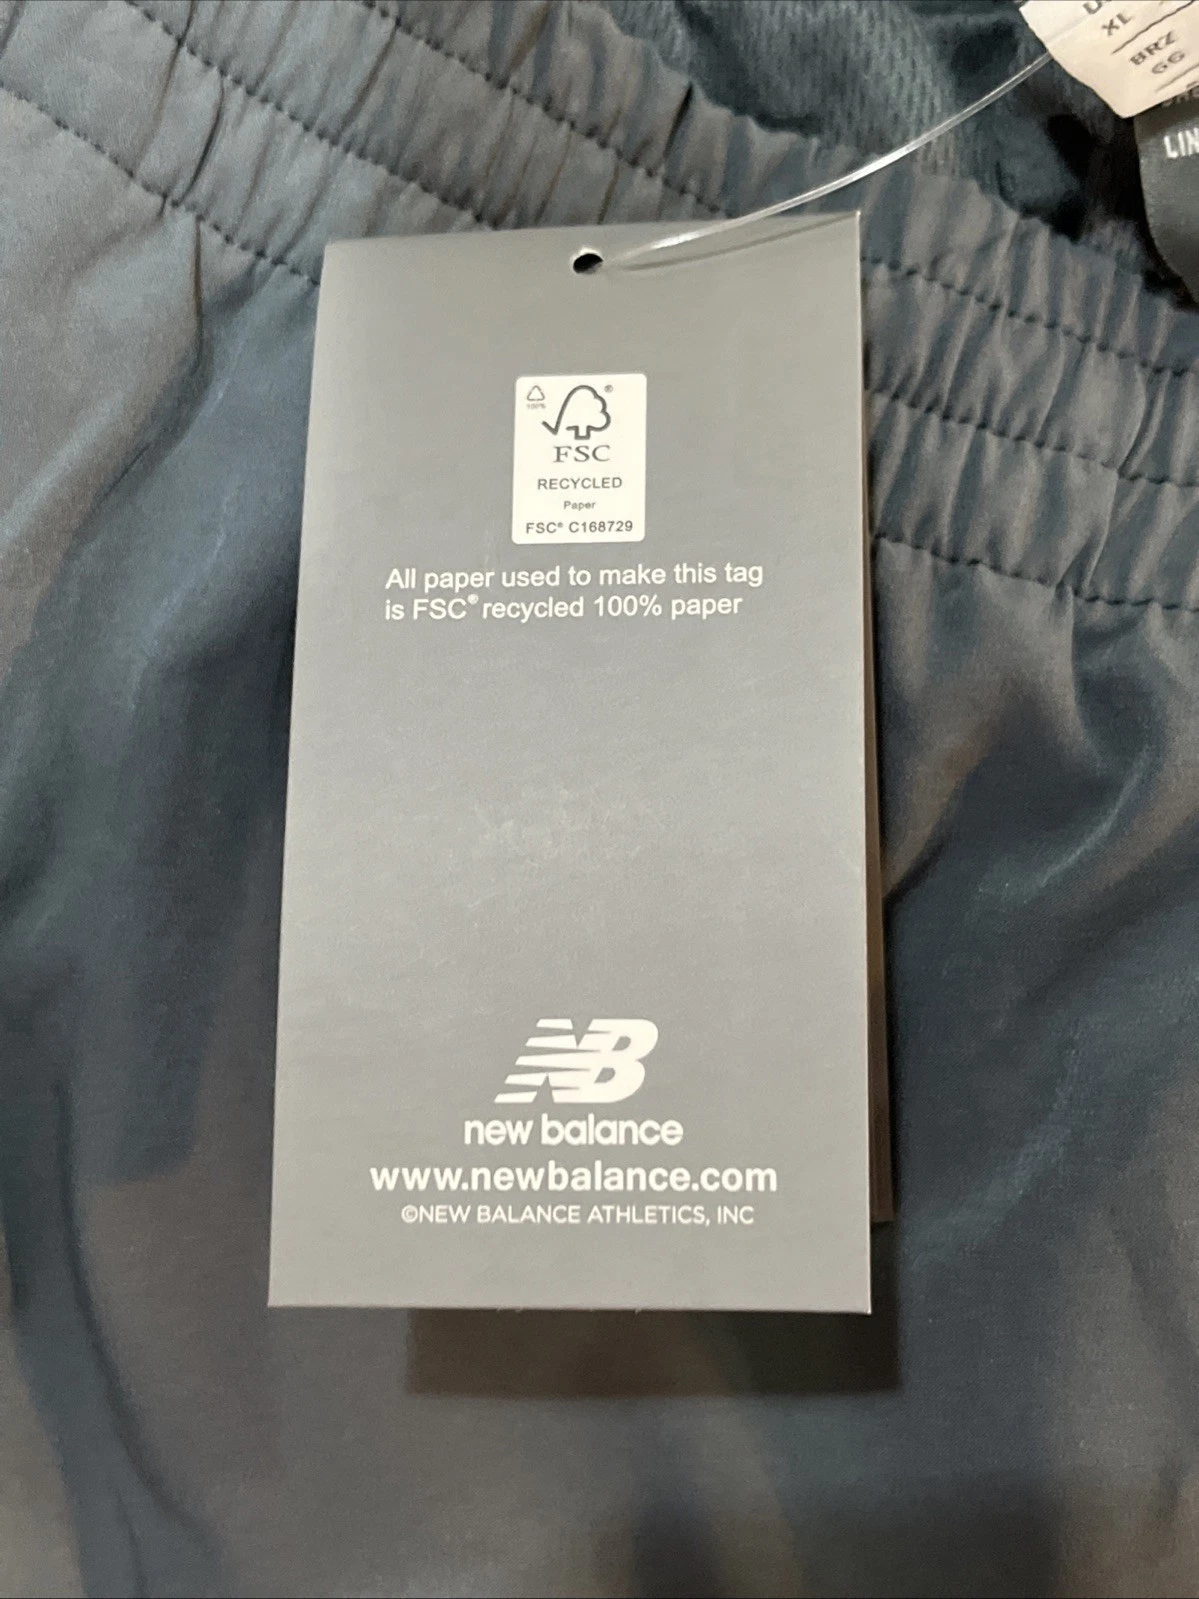 XL
BRZ
GG
LIN
100%
FSC
RECYCLED
Paper
FSC® C168729
All paper used to make this tag
is FSC® recycled 100% paper
NB
new balance
www.newbalance.com
©NEW BALANCE ATHLETICS, INC